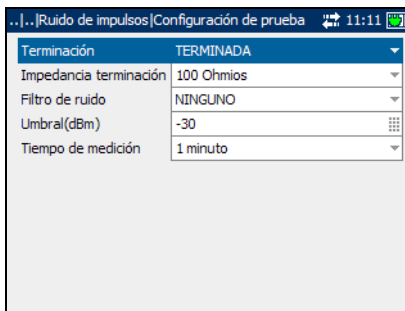 ..|..|Ruido de impulsos|Configuración de prueba 11:11
Terminación TERMINADA
Impedancia terminación 100 Ohmios
Filtro de ruido NINGUNO
Umbral(dBm) -30
Tiempo de medición 1 minuto